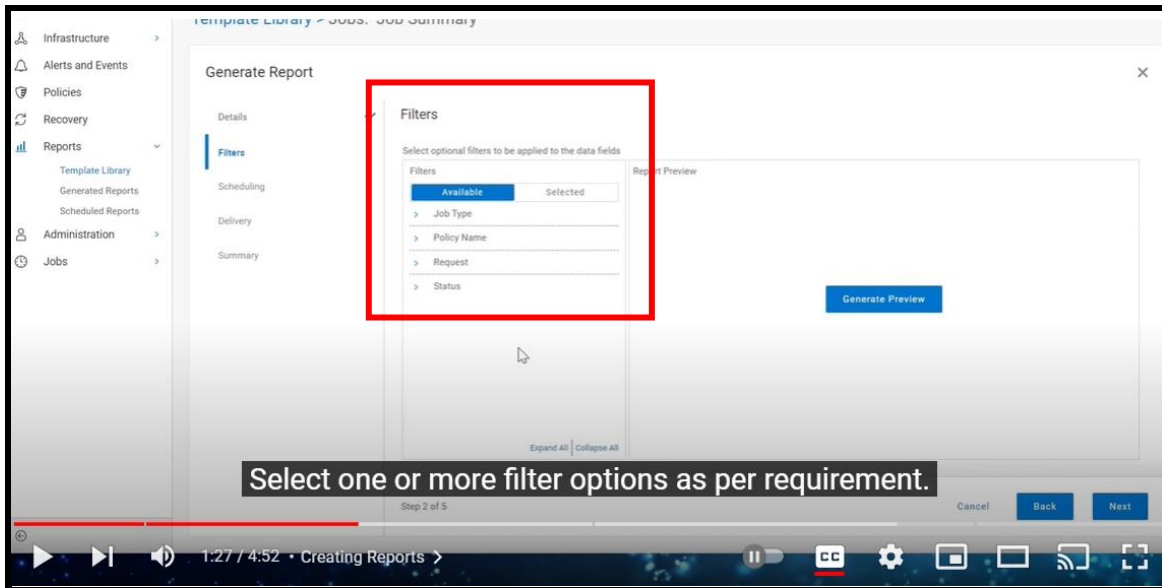 Template Library > Jobs: Job Summary
Infrastructure
Alerts and Events
Policies
Recovery
Reports
Template Library
Generated Reports
Scheduled Reports
Administration
Jobs
Generate Report
Details
Filters
Scheduling
Delivery
Summary
Filters
Select optional filters to be applied to the data fields
Filters
Available Selected
Job Type
Policy Name
Request
Status
Expand All Collapse All
Report Preview
Generate Preview
Select one or more filter options as per requirement.
Step 2 of 5
Cancel Back Next
1:27 / 4:52 • Creating Reports >
CC